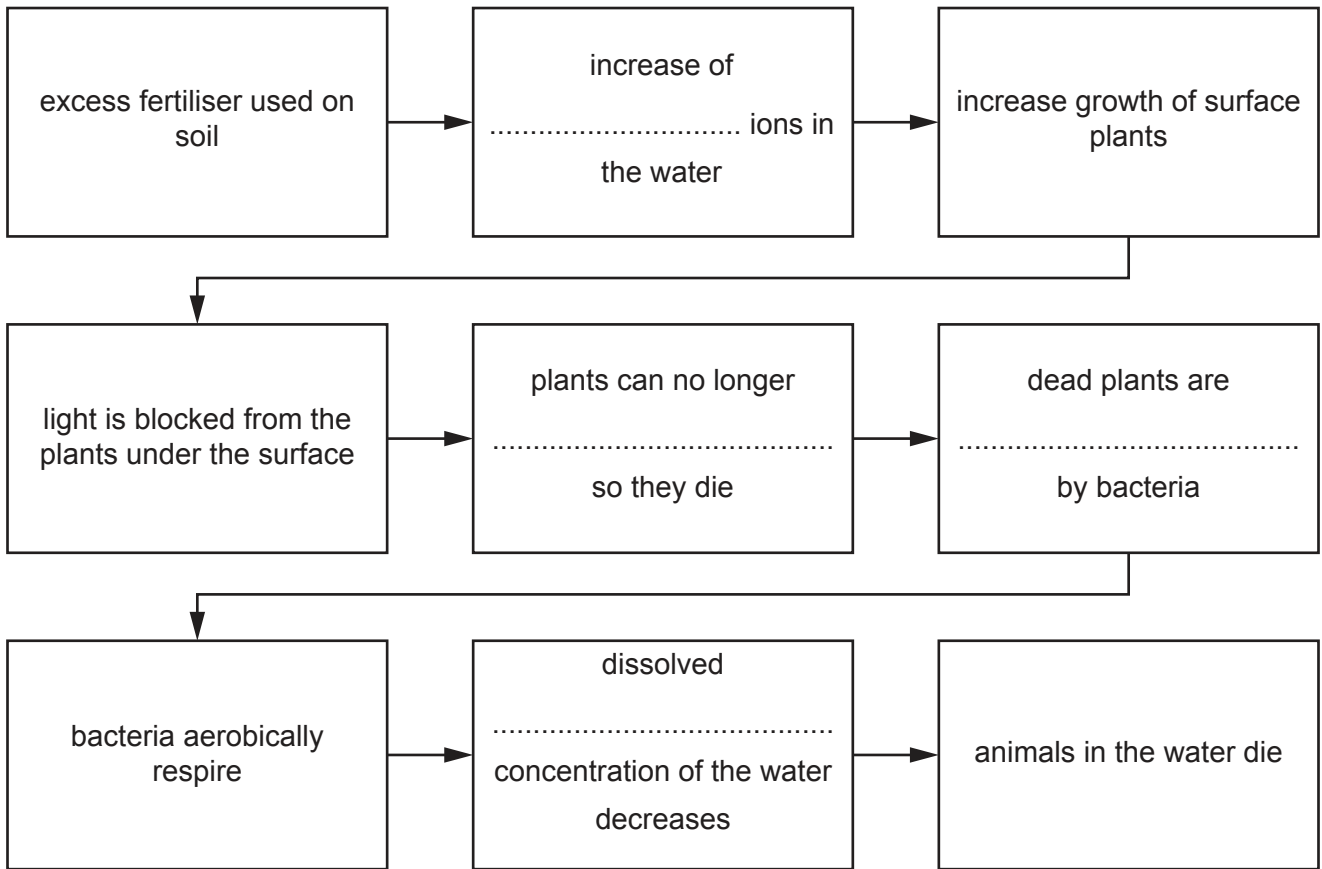 excess fertiliser used on
soil
increase of
.............................. ions in
the water
increase growth of surface
plants
light is blocked from the
plants under the surface
plants can no longer
.........................................
so they die
dead plants are
.........................................
by bacteria
bacteria aerobically
respire
dissolved
.........................................
concentration of the water
decreases
animals in the water die